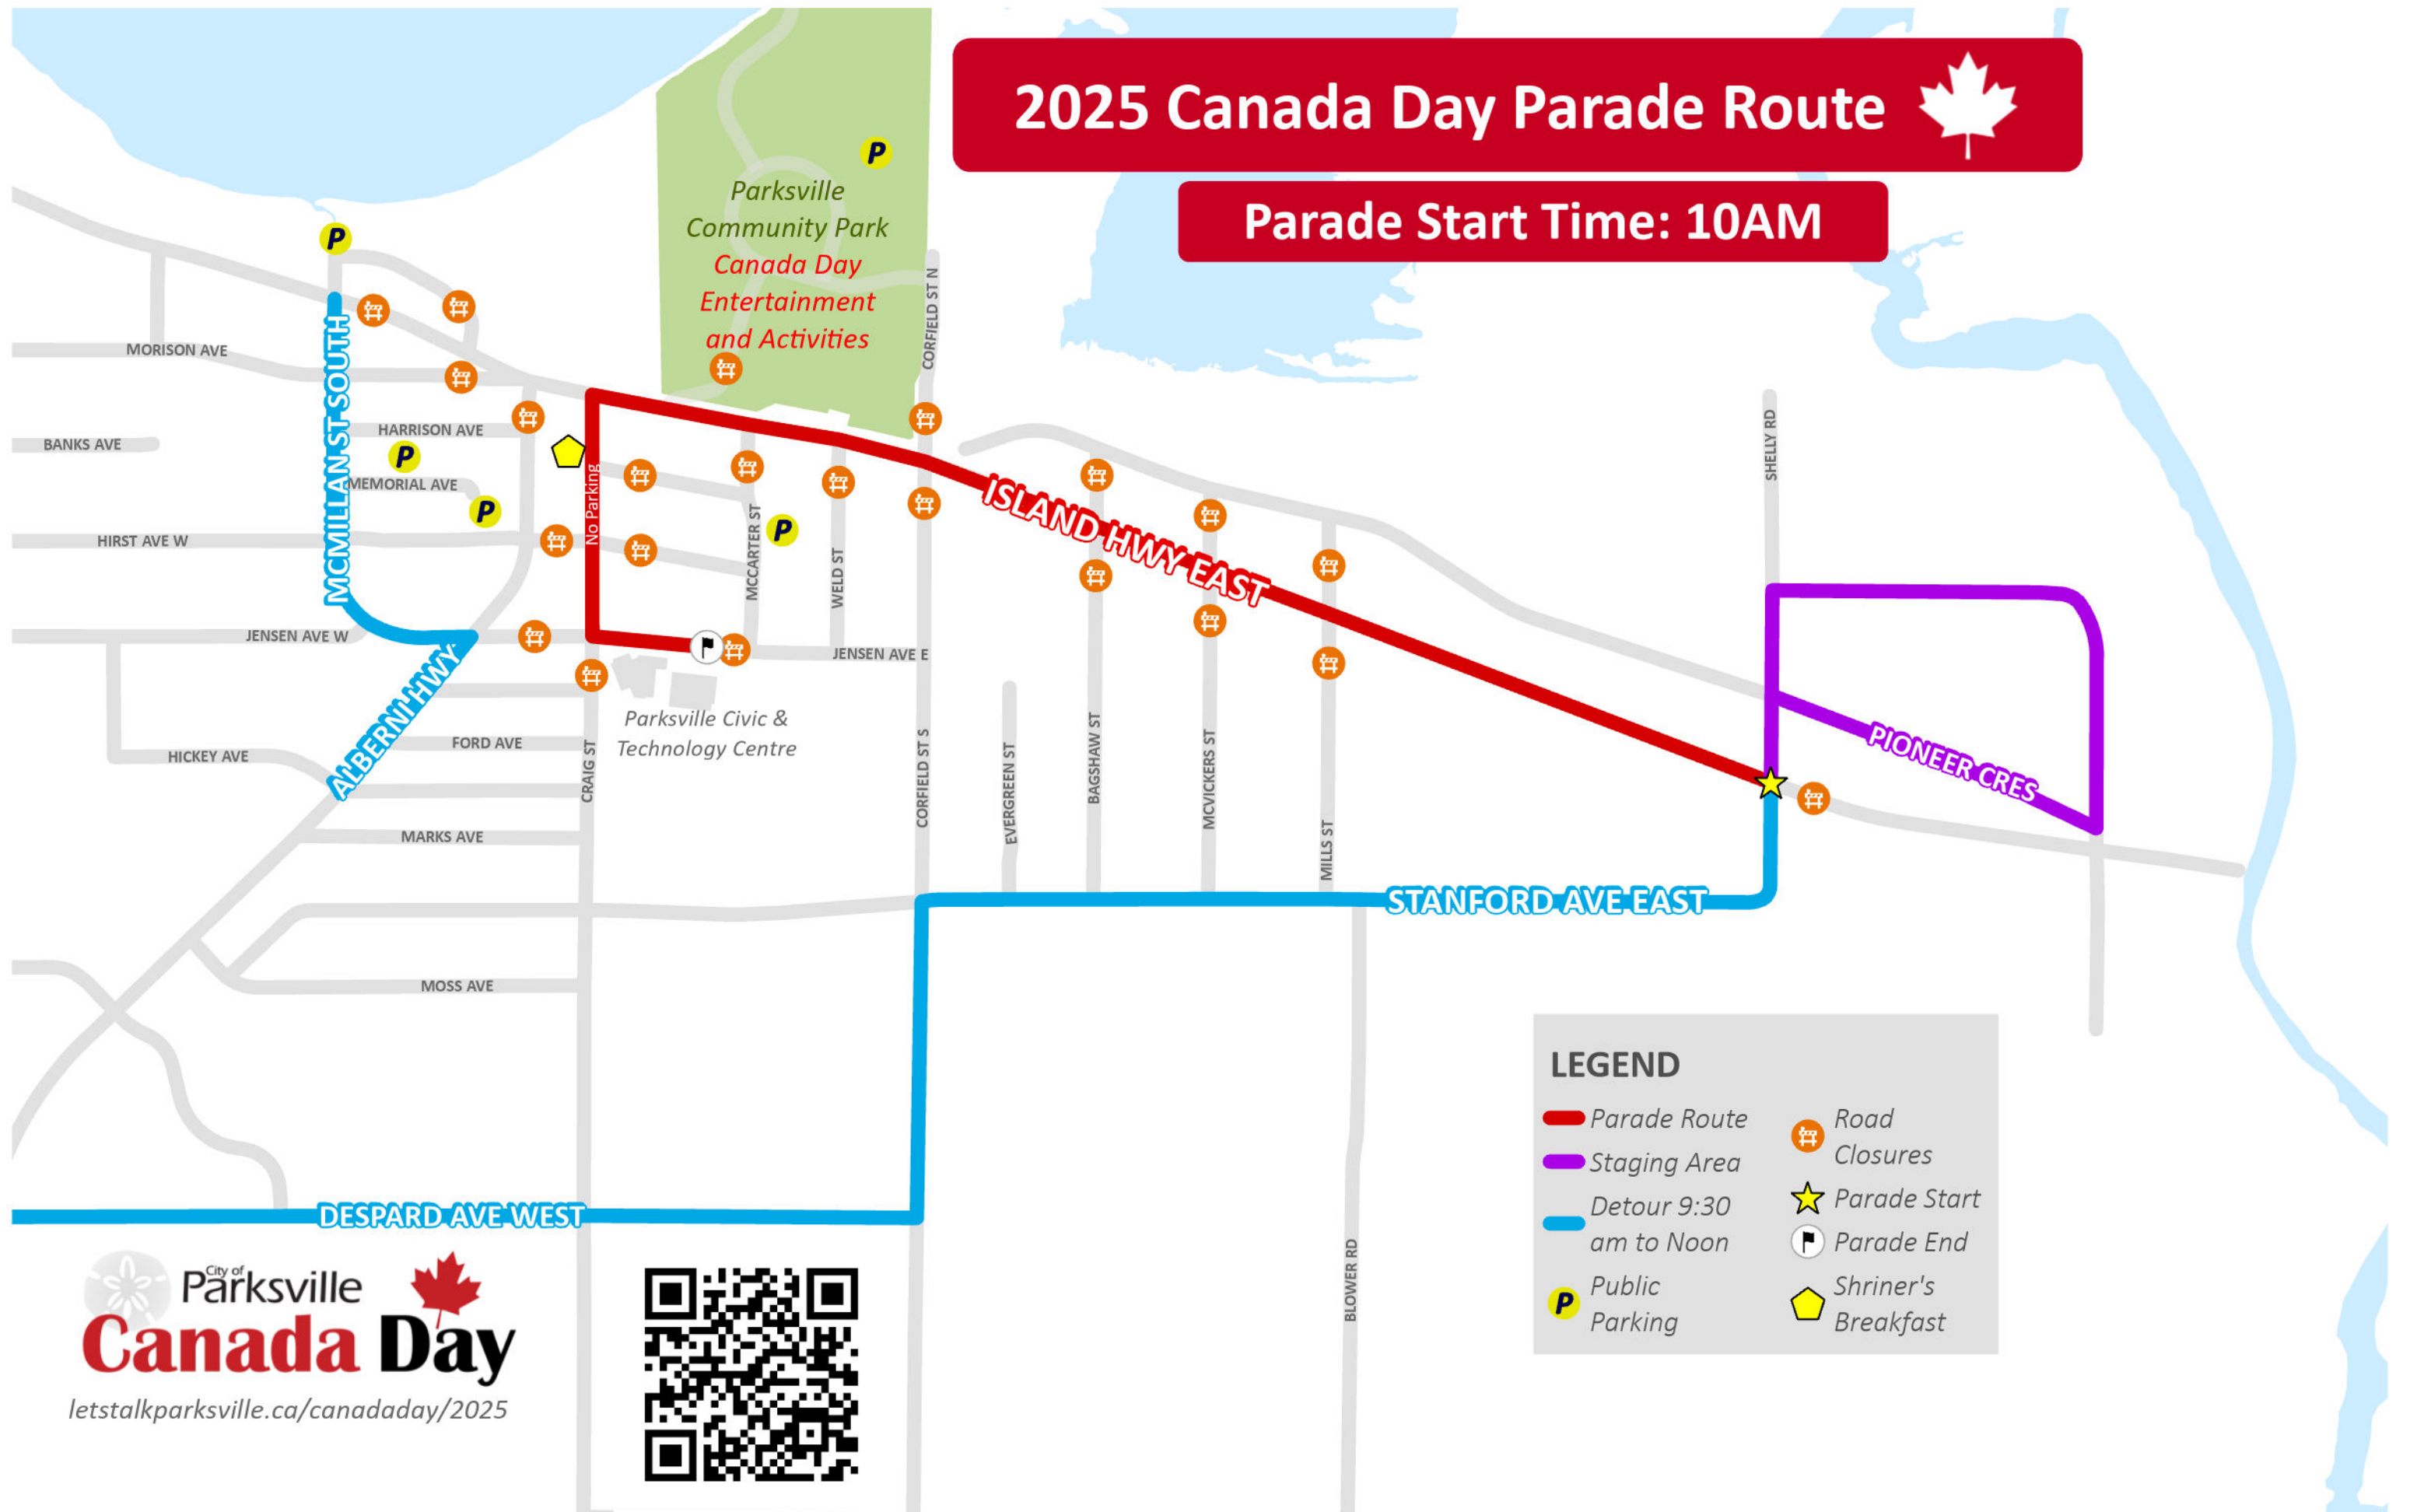 2025 Canada Day Parade Route
Parade Start Time: 10AM
P
Parksville
Community Park
Canada Day
Entertainment
and Activities
P
CORFIELD ST N
MORISON AVE
MCMILLAN ST SOUTH
HARRISON AVE
BANKS AVE
P
MEMORIAL AVE
P
No Parking
HIRST AVE W
MCCARTER ST
P
WELD ST
ISLAND HWY EAST
SHELLY RD
JENSEN AVE W
JENSEN AVE E
ALBERNI HWY
Parksville Civic &
Technology Centre
HICKEY AVE
FORD AVE
CRAIG ST
CORFIELD ST S
EVERGREEN ST
BAGSHAW ST
MCVICKERS ST
MILLS ST
PIONEER CRES
MARKS AVE
STANFORD AVE EAST
MOSS AVE
DESPARD AVE WEST
BLOWER RD
LEGEND
Parade Route
Staging Area
Detour 9:30
am to Noon
P
Public
Parking
Road
Closures
Parade Start
Parade End
Shriner's
Breakfast
City of
Parksville
Canada Day
letstalkparksville.ca/canadaday/2025